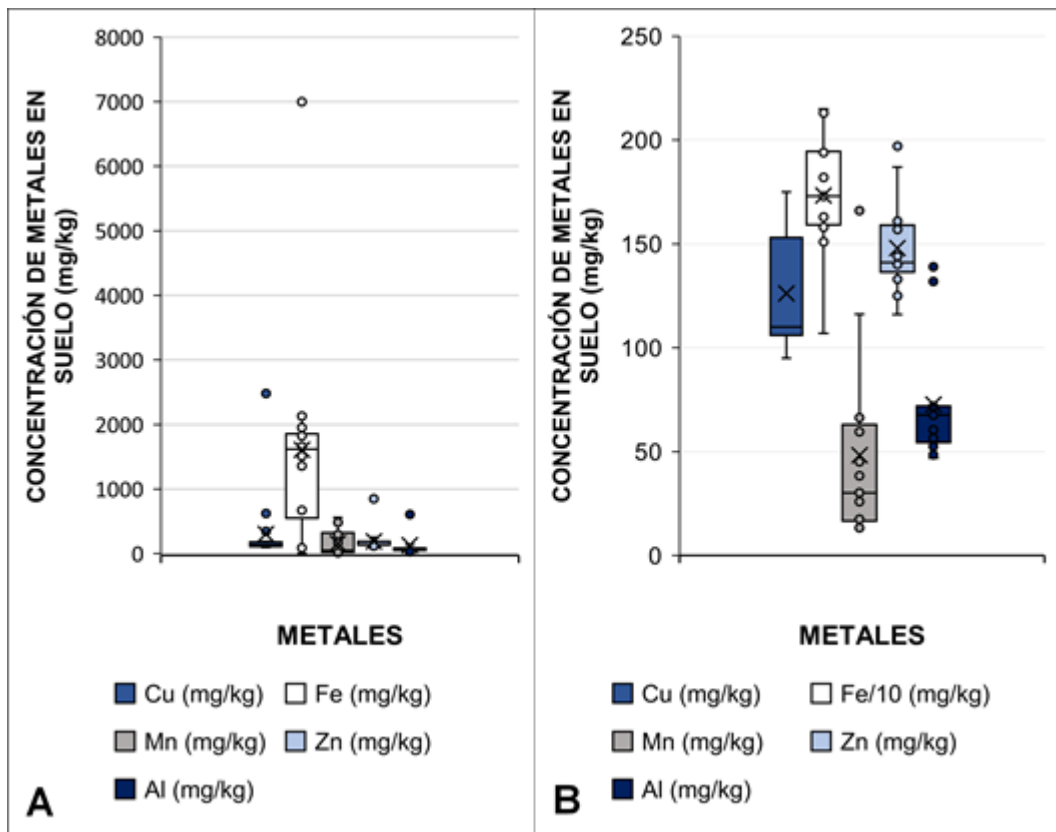 CONCENTRACIÓN DE METALES EN
SUELO (mg/kg)
8000
7000
6000
5000
4000
3000
2000
1000
0
METALES
Cu (mg/kg) Fe (mg/kg)
Mn (mg/kg) Zn (mg/kg)
Al (mg/kg)
A
CONCENTRACIÓN DE METALES EN
SUELO (mg/kg)
250
200
150
100
50
0
METALES
Cu (mg/kg) Fe/10 (mg/kg)
Mn (mg/kg) Zn (mg/kg)
Al (mg/kg)
B